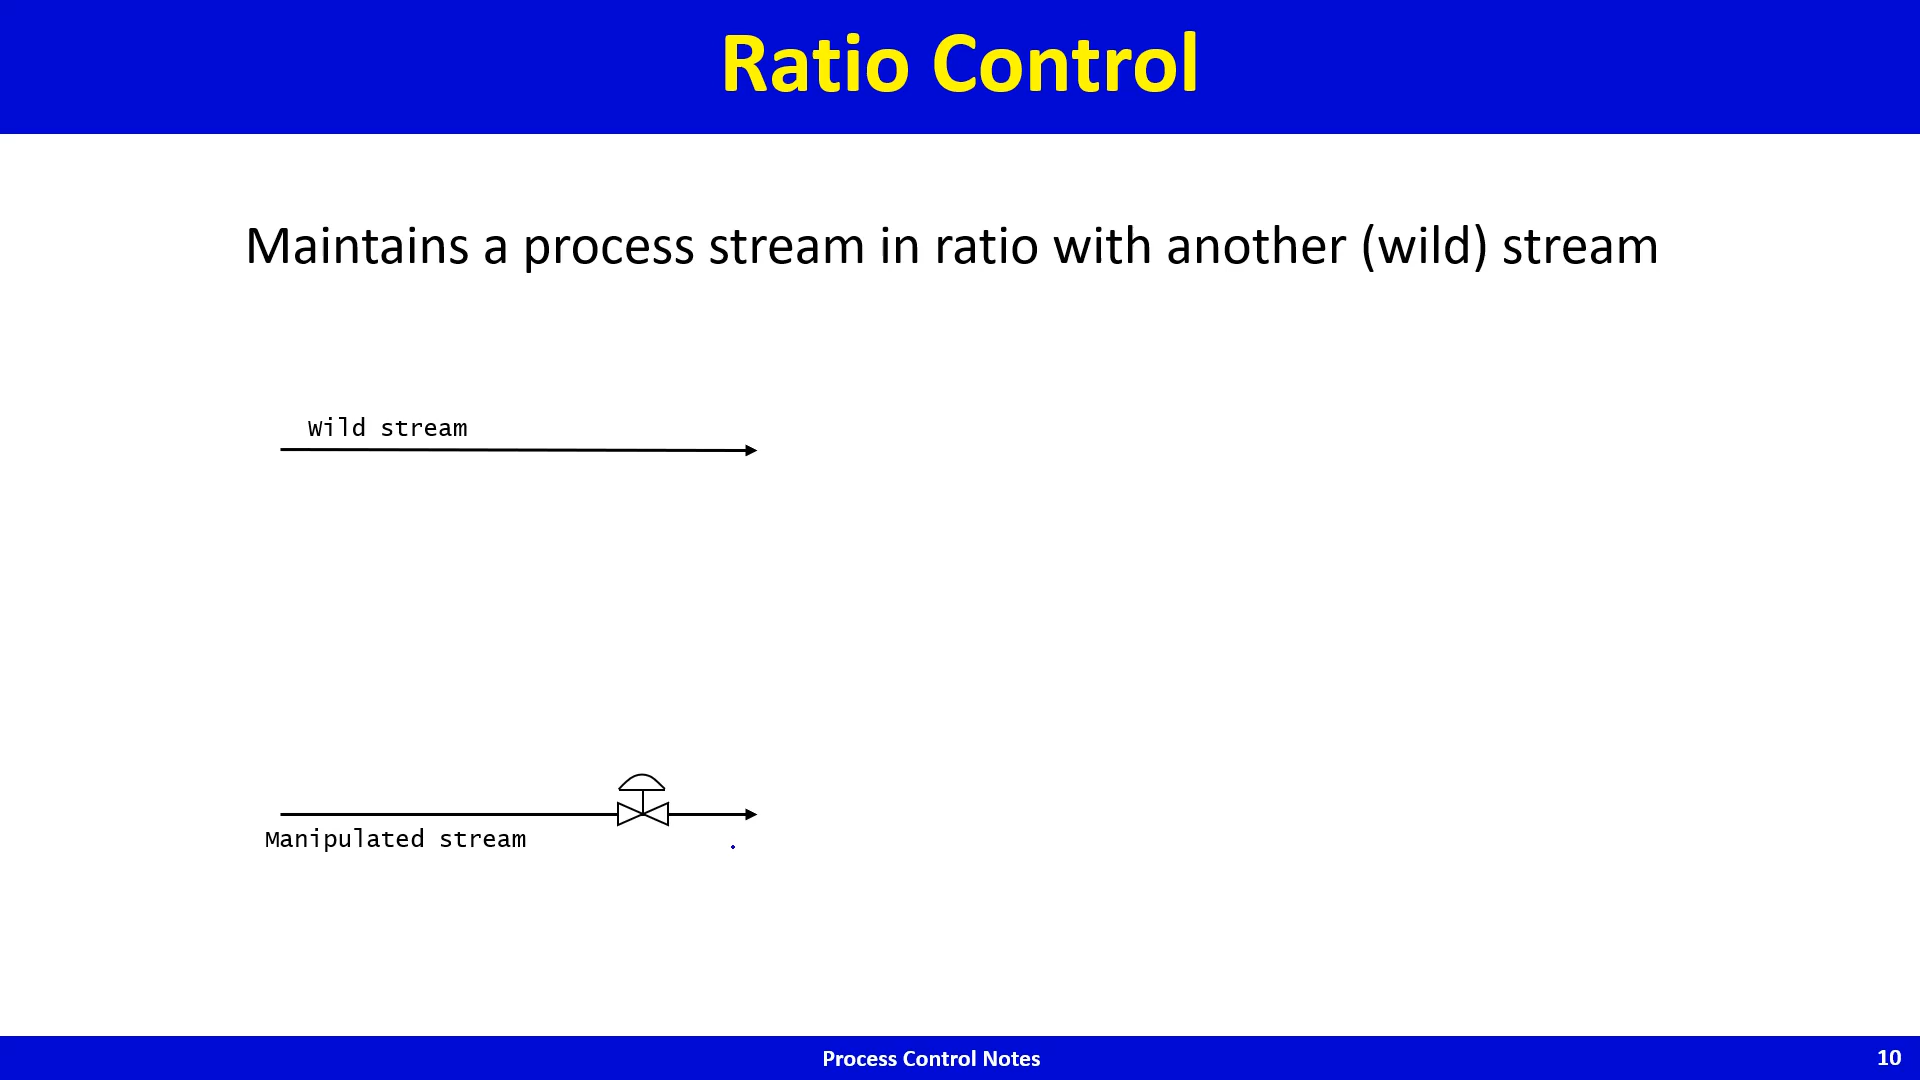 Ratio Control
Maintains a process stream in ratio with another (wild) stream
Wild stream
Manipulated stream
Process Control Notes
10